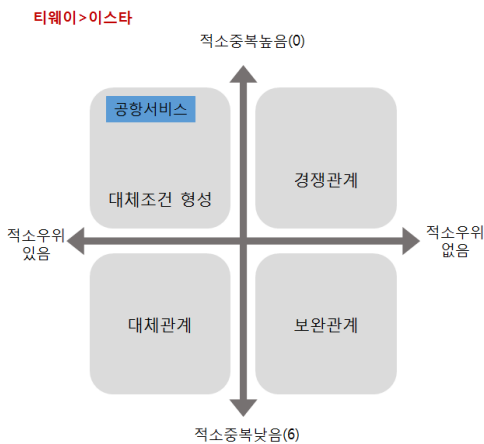 티웨이>이스타
적소중복높음(0)
공항서비스
대체조건 형성
경쟁관계
적소우위
있음
적소우위
없음
대체관계
보완관계
적소중복낮음(6)